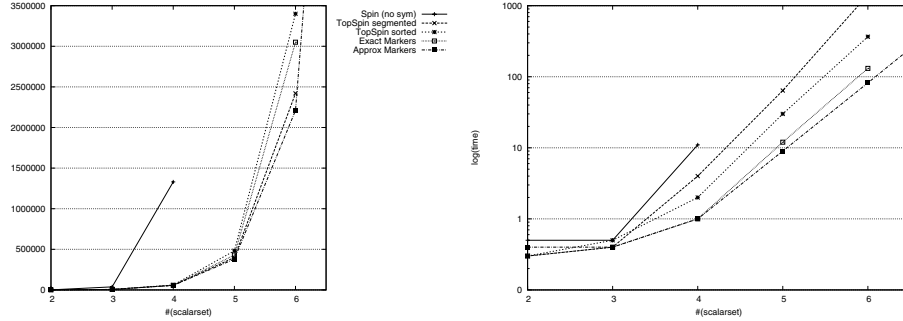 3500000
3000000
2500000
2000000
1500000
1000000
500000
0
2 3 4 5 6
#(scalarset)
Spin (no sym)
TopSpin segmented
TopSpin sorted
Exact Markers
Approx Markers
log(time)
1000
100
10
1
0
2 3 4 5 6
#(scalarset)